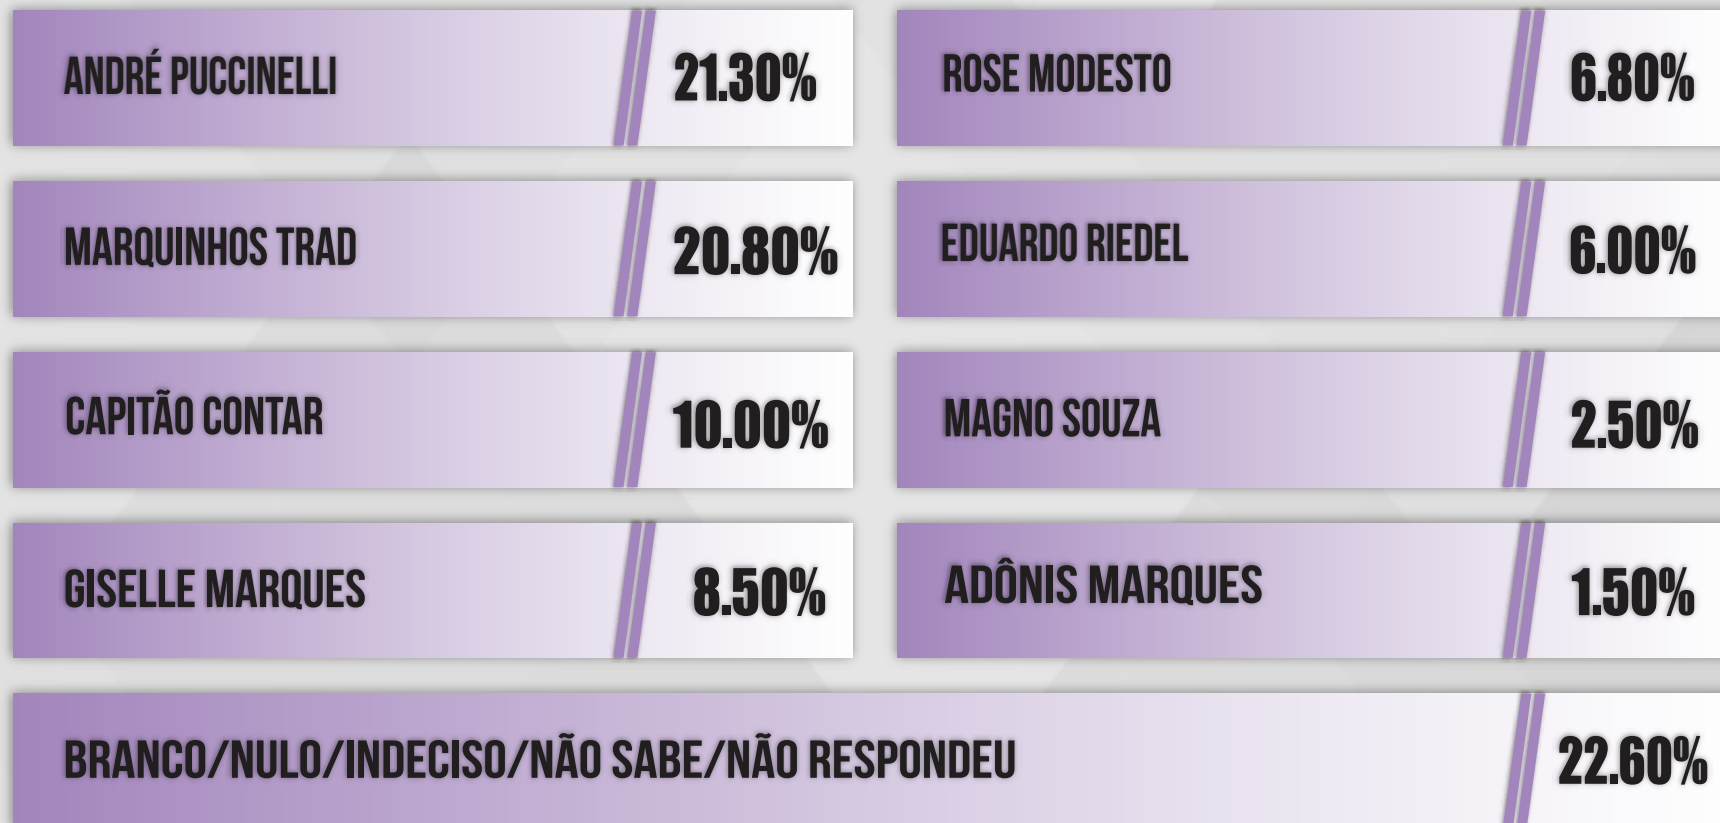 ANDRÉ PUCCINELLI 21.30%
MARQUINHOS TRAD 20.80%
CAPITÃO CONTAR 10.00%
GISELLE MARQUES 8.50%
ROSE MODESTO 6.80%
EDUARDO RIEDEL 6.00%
MAGNO SOUZA 2.50%
ADÔNIS MARQUES 1.50%
BRANCO/NULO/INDECISO/NÃO SABE/NÃO RESPONDEU 22.60%